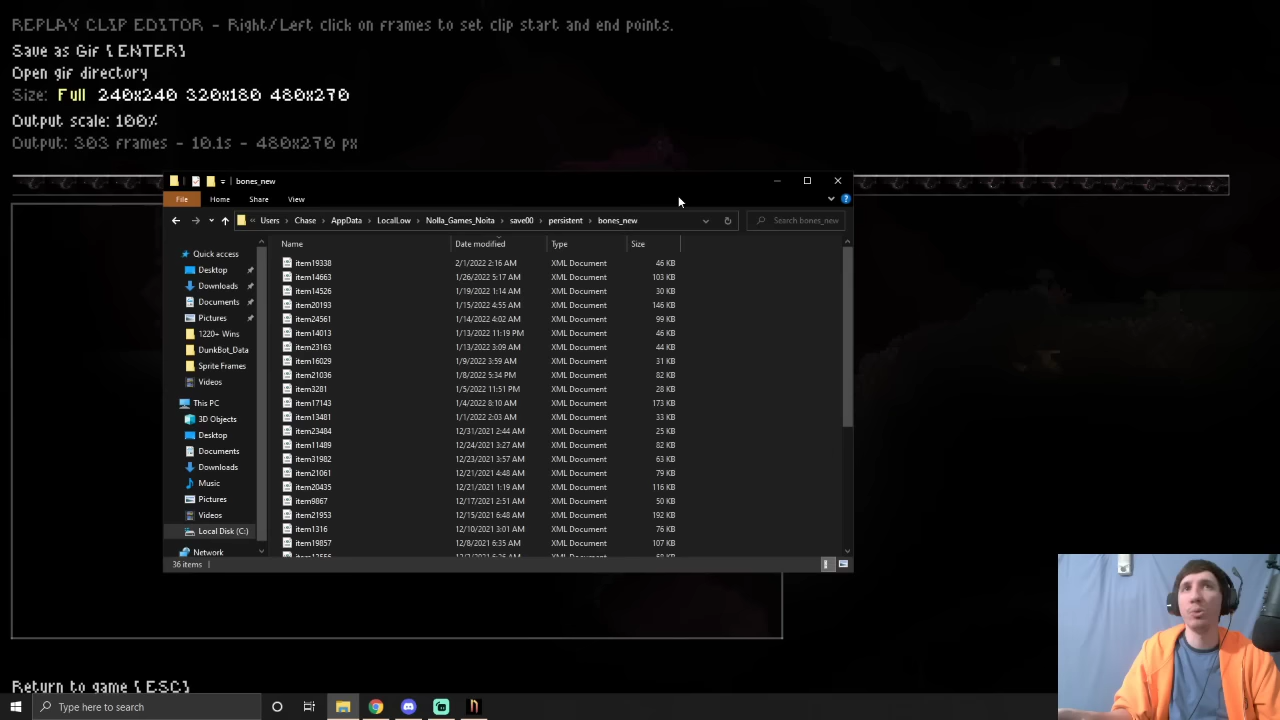 REPLAY CLIP EDITOR - Right/Left click on frames to set clip start and end points.
Save as Gif [ENTER]
Open gif directory
Size: Full 240x240 320x180 480x270
Output scale: 100%
Output: 303 frames - 10.1s - 480x270 px
bones_new
File Home Share View
« Users > Chase > AppData > LocalLow > Nolla_Games_Noita > save00 > persistent > bones_new
Search bones_new
Name Date modified Type Size
Quick access
Desktop
Downloads
Documents
Pictures
1220+ Wins
DunkBot_Data
Sprite Frames
Videos
This PC
3D Objects
Desktop
Documents
Downloads
Music
Pictures
Videos
Local Disk (C:)
Network
item19338 2/1/2022 2:16 AM XML Document 46 KB
item14663 1/26/2022 5:17 AM XML Document 103 KB
item14526 1/19/2022 1:14 AM XML Document 30 KB
item20193 1/15/2022 4:55 AM XML Document 146 KB
item24561 1/14/2022 4:02 AM XML Document 99 KB
item14013 1/13/2022 11:19 PM XML Document 46 KB
item23163 1/13/2022 3:09 AM XML Document 44 KB
item16029 1/9/2022 3:59 AM XML Document 31 KB
item21036 1/8/2022 5:34 PM XML Document 82 KB
item3281 1/5/2022 11:51 PM XML Document 28 KB
item17143 1/4/2022 8:10 AM XML Document 173 KB
item13481 1/1/2022 2:03 AM XML Document 33 KB
item23484 12/31/2021 2:44 AM XML Document 25 KB
item11489 12/24/2021 3:27 AM XML Document 82 KB
item31982 12/23/2021 3:57 AM XML Document 63 KB
item21061 12/21/2021 4:48 AM XML Document 79 KB
item20435 12/21/2021 1:19 AM XML Document 116 KB
item9867 12/17/2021 2:51 AM XML Document 50 KB
item21953 12/15/2021 6:48 AM XML Document 192 KB
item1316 12/10/2021 3:01 AM XML Document 76 KB
item19857 12/8/2021 6:35 AM XML Document 107 KB
36 items
Return to game [ESC]
Type here to search